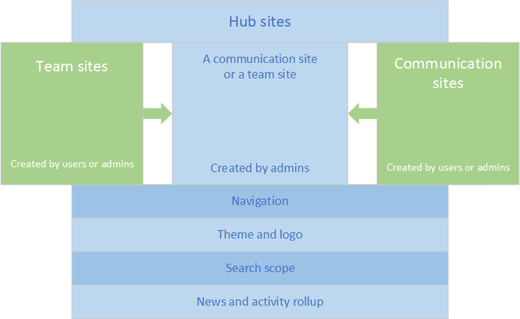 Hub sites
Team sites
Created by users or admins
A communication site
or a team site
Created by admins
Communication
sites
Created by users or admins
Navigation
Theme and logo
Search scope
News and activity rollup